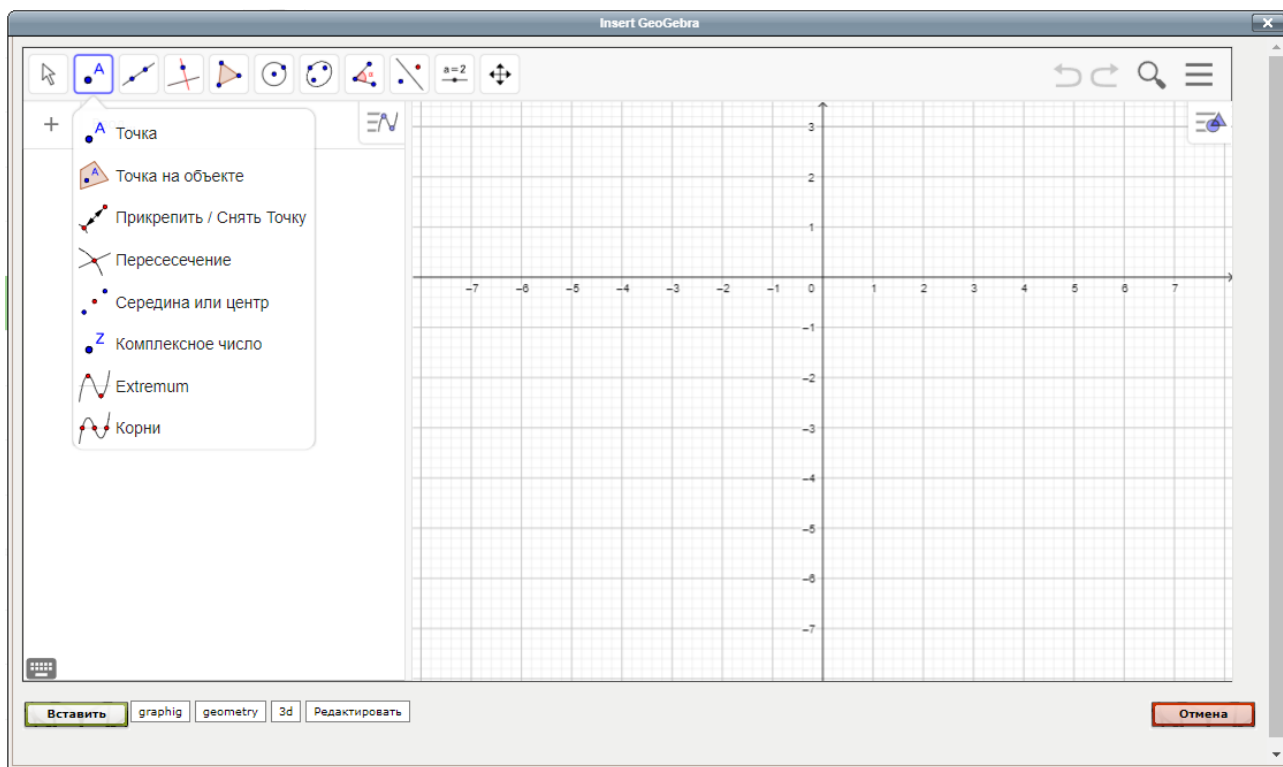 Insert GeoGebra
A
a=2
A Точка
A Точка на объекте
Прикрепить / Снять Точку
Пересесечение
Середина или центр
Z Комплексное число
Extremum
Корни
3
2
1
-7 -6 -5 -4 -3 -2 -1 0 1 2 3 4 5 6 7
-1
-2
-3
-4
-5
-6
-7
Вставить graphig geometry 3d Редактировать Отмена